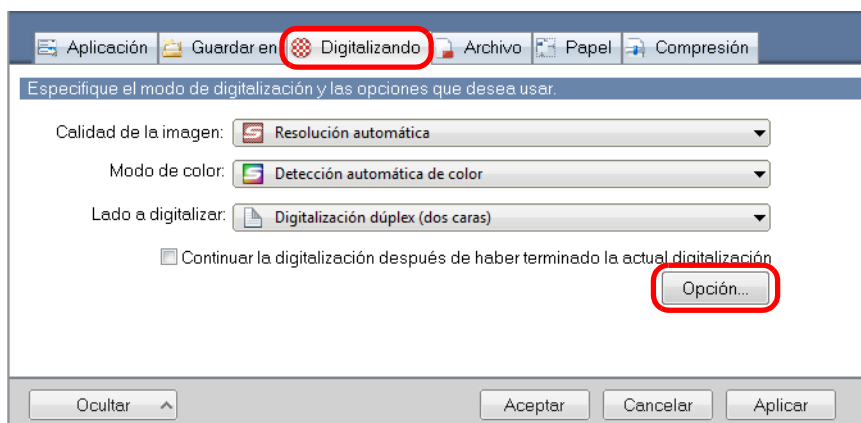 Aplicación Guardar en Digitalizando Archivo Papel Compresión
Especifique el modo de digitalización y las opciones que desea usar.
Calidad de la imagen: Resolución automática
Modo de color: Detección automática de color
Lado a digitalizar: Digitalización dúplex (dos caras)
Continuar la digitalización después de haber terminado la actual digitalización
Opción...
Ocultar Aceptar Cancelar Aplicar